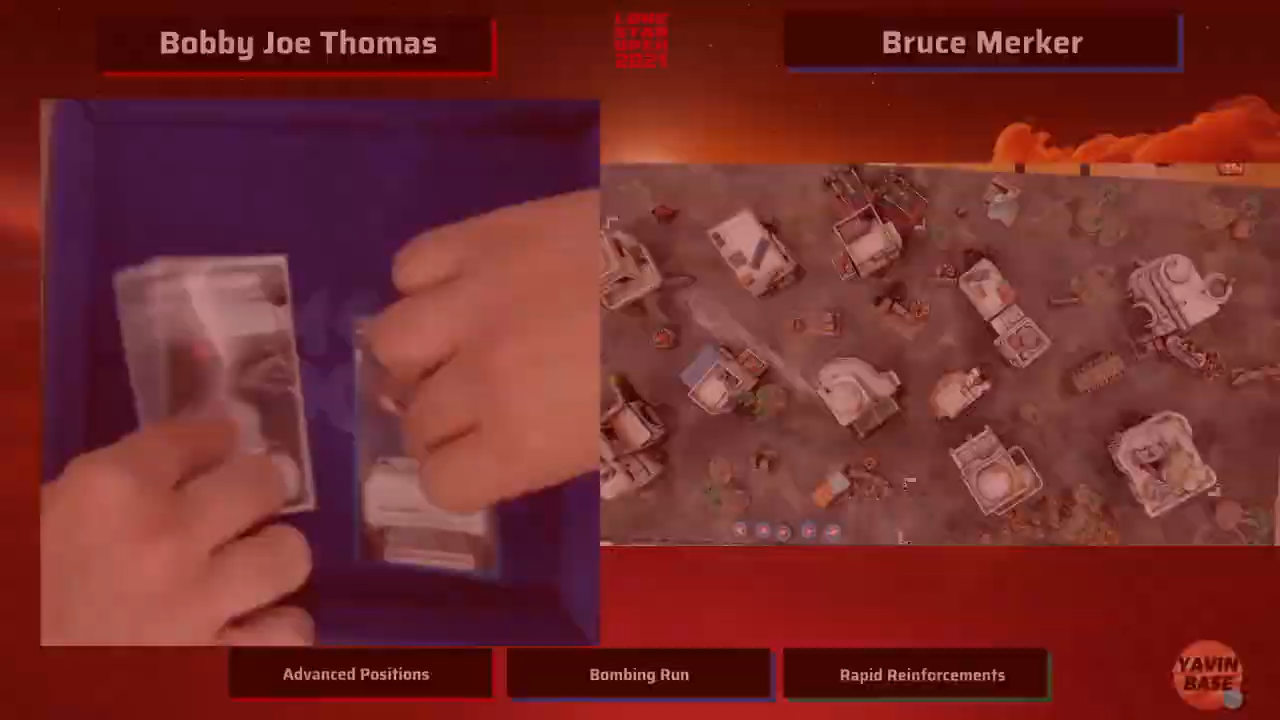 Bobby Joe Thomas
LONE
STAR
OPEN
2021
Bruce Merker
Advanced Positions
Bombing Run
Rapid Reinforcements
YAVIN
BASE